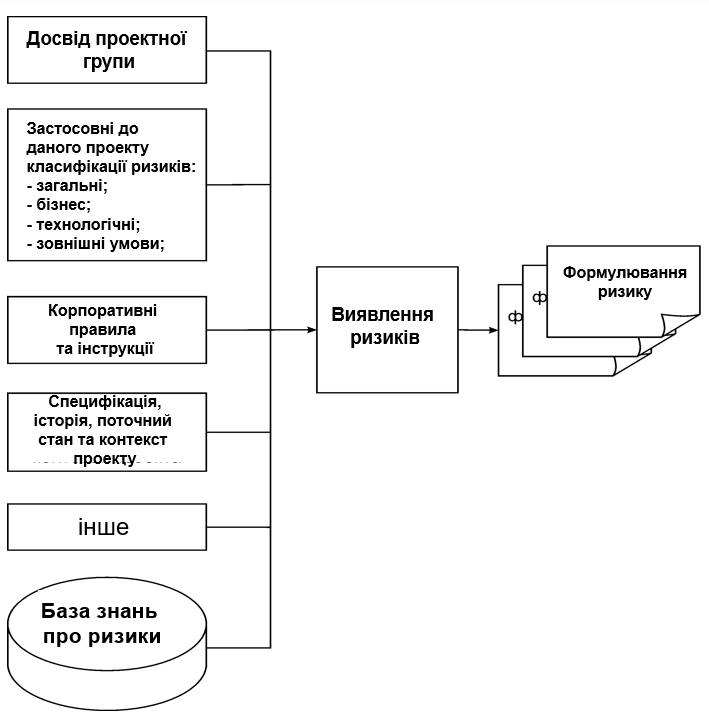 Досвід проектної
групи
Застосовні до
даного проекту
класифікації ризиків:
- загальні;
- бізнес;
- технологічні;
- зовнішні умови;
Корпоративні
правила
та інструкції
Специфікація,
історія, поточний
стан та контекст
проекту
інше
База знань
про ризики
Виявлення
ризиків
Формулювання
ризику
ф
ф